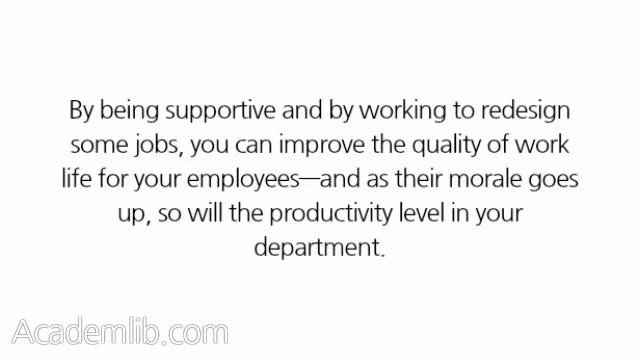 By being supportive and by working to redesign
some jobs, you can improve the quality of work
life for your employees—and as their morale goes
up, so will the productivity level in your
department.
Academlib.com